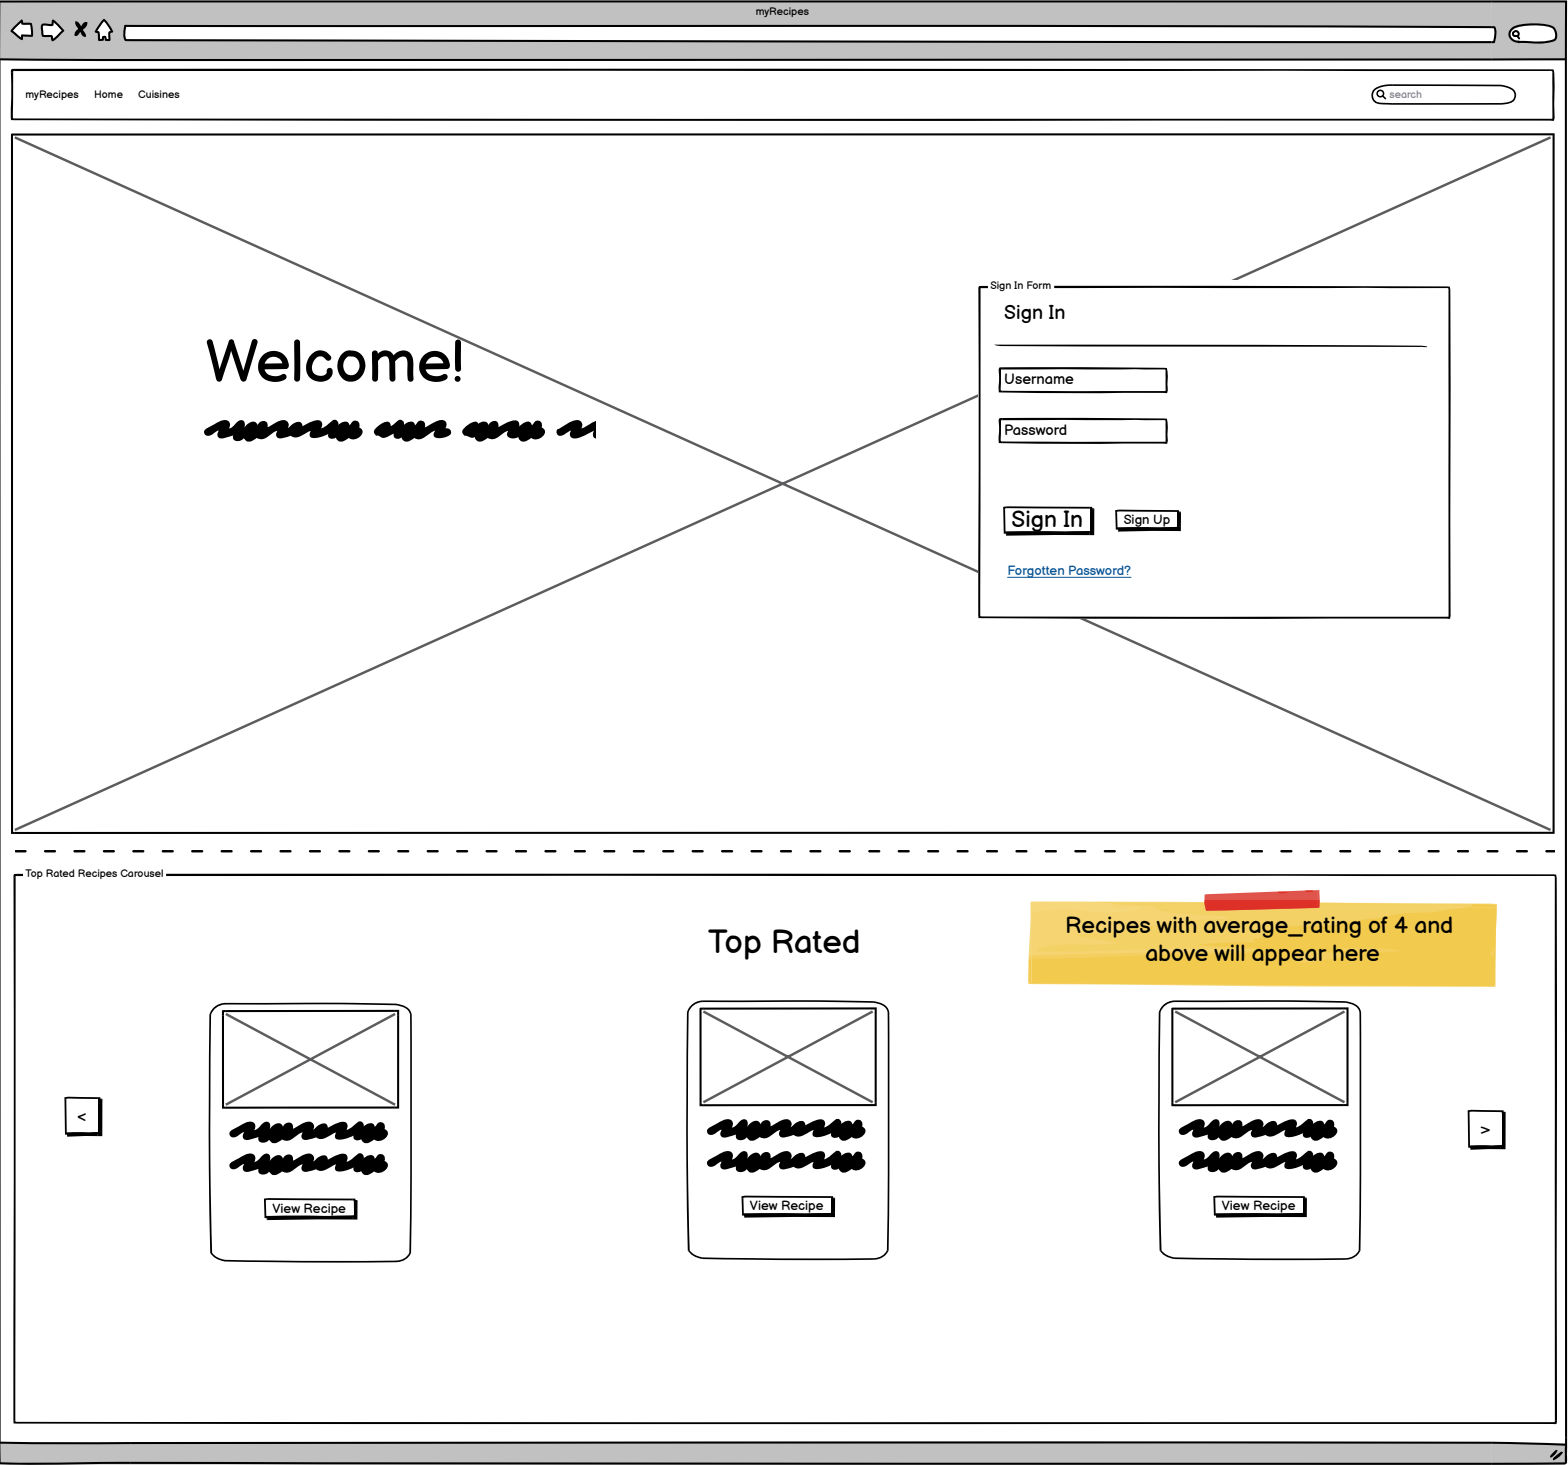 myRecipes
myRecipes Home Cuisines search
Sign In Form
Sign In
Welcome!
Username
Password
Sign In Sign Up
Forgotten Password?
Top Rated Recipes Carousel
Top Rated
Recipes with average_rating of 4 and
above will appear here
< >
View Recipe View Recipe View Recipe